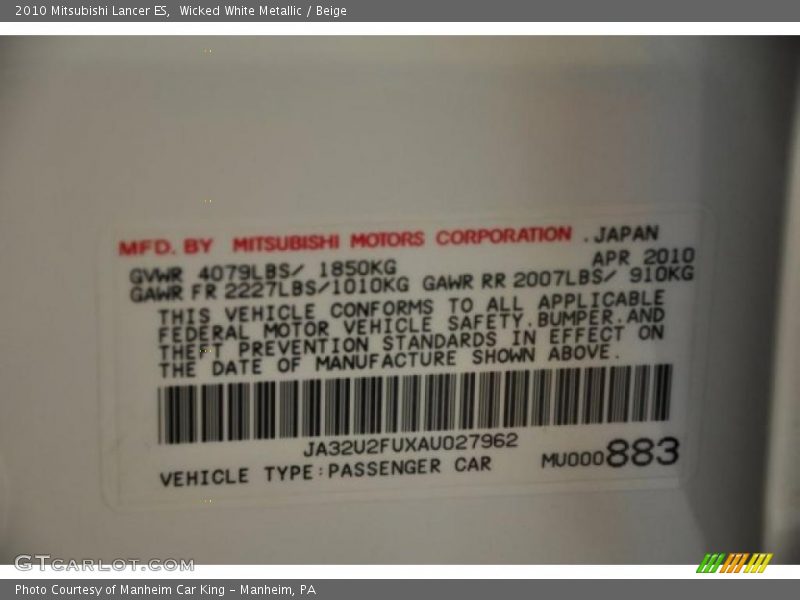 2010 Mitsubishi Lancer ES,  Wicked White Metallic / Beige
MFD. BY MITSUBISHI MOTORS CORPORATION .JAPAN
GVWR 4079LBS/ 1850KG APR 2010
GAWR FR 2227LBS/1010KG GAWR RR 2007LBS/ 910KG
THIS VEHICLE CONFORMS TO ALL APPLICABLE
FEDERAL MOTOR VEHICLE SAFETY.BUMPER.AND
THEFT PREVENTION STANDARDS IN EFFECT ON
THE DATE OF MANUFACTURE SHOWN ABOVE.
JA32U2FUXAU027962
VEHICLE TYPE:PASSENGER CAR MU000883
GTCARLOT.COM
Photo Courtesy of Manheim Car King – Manheim, PA